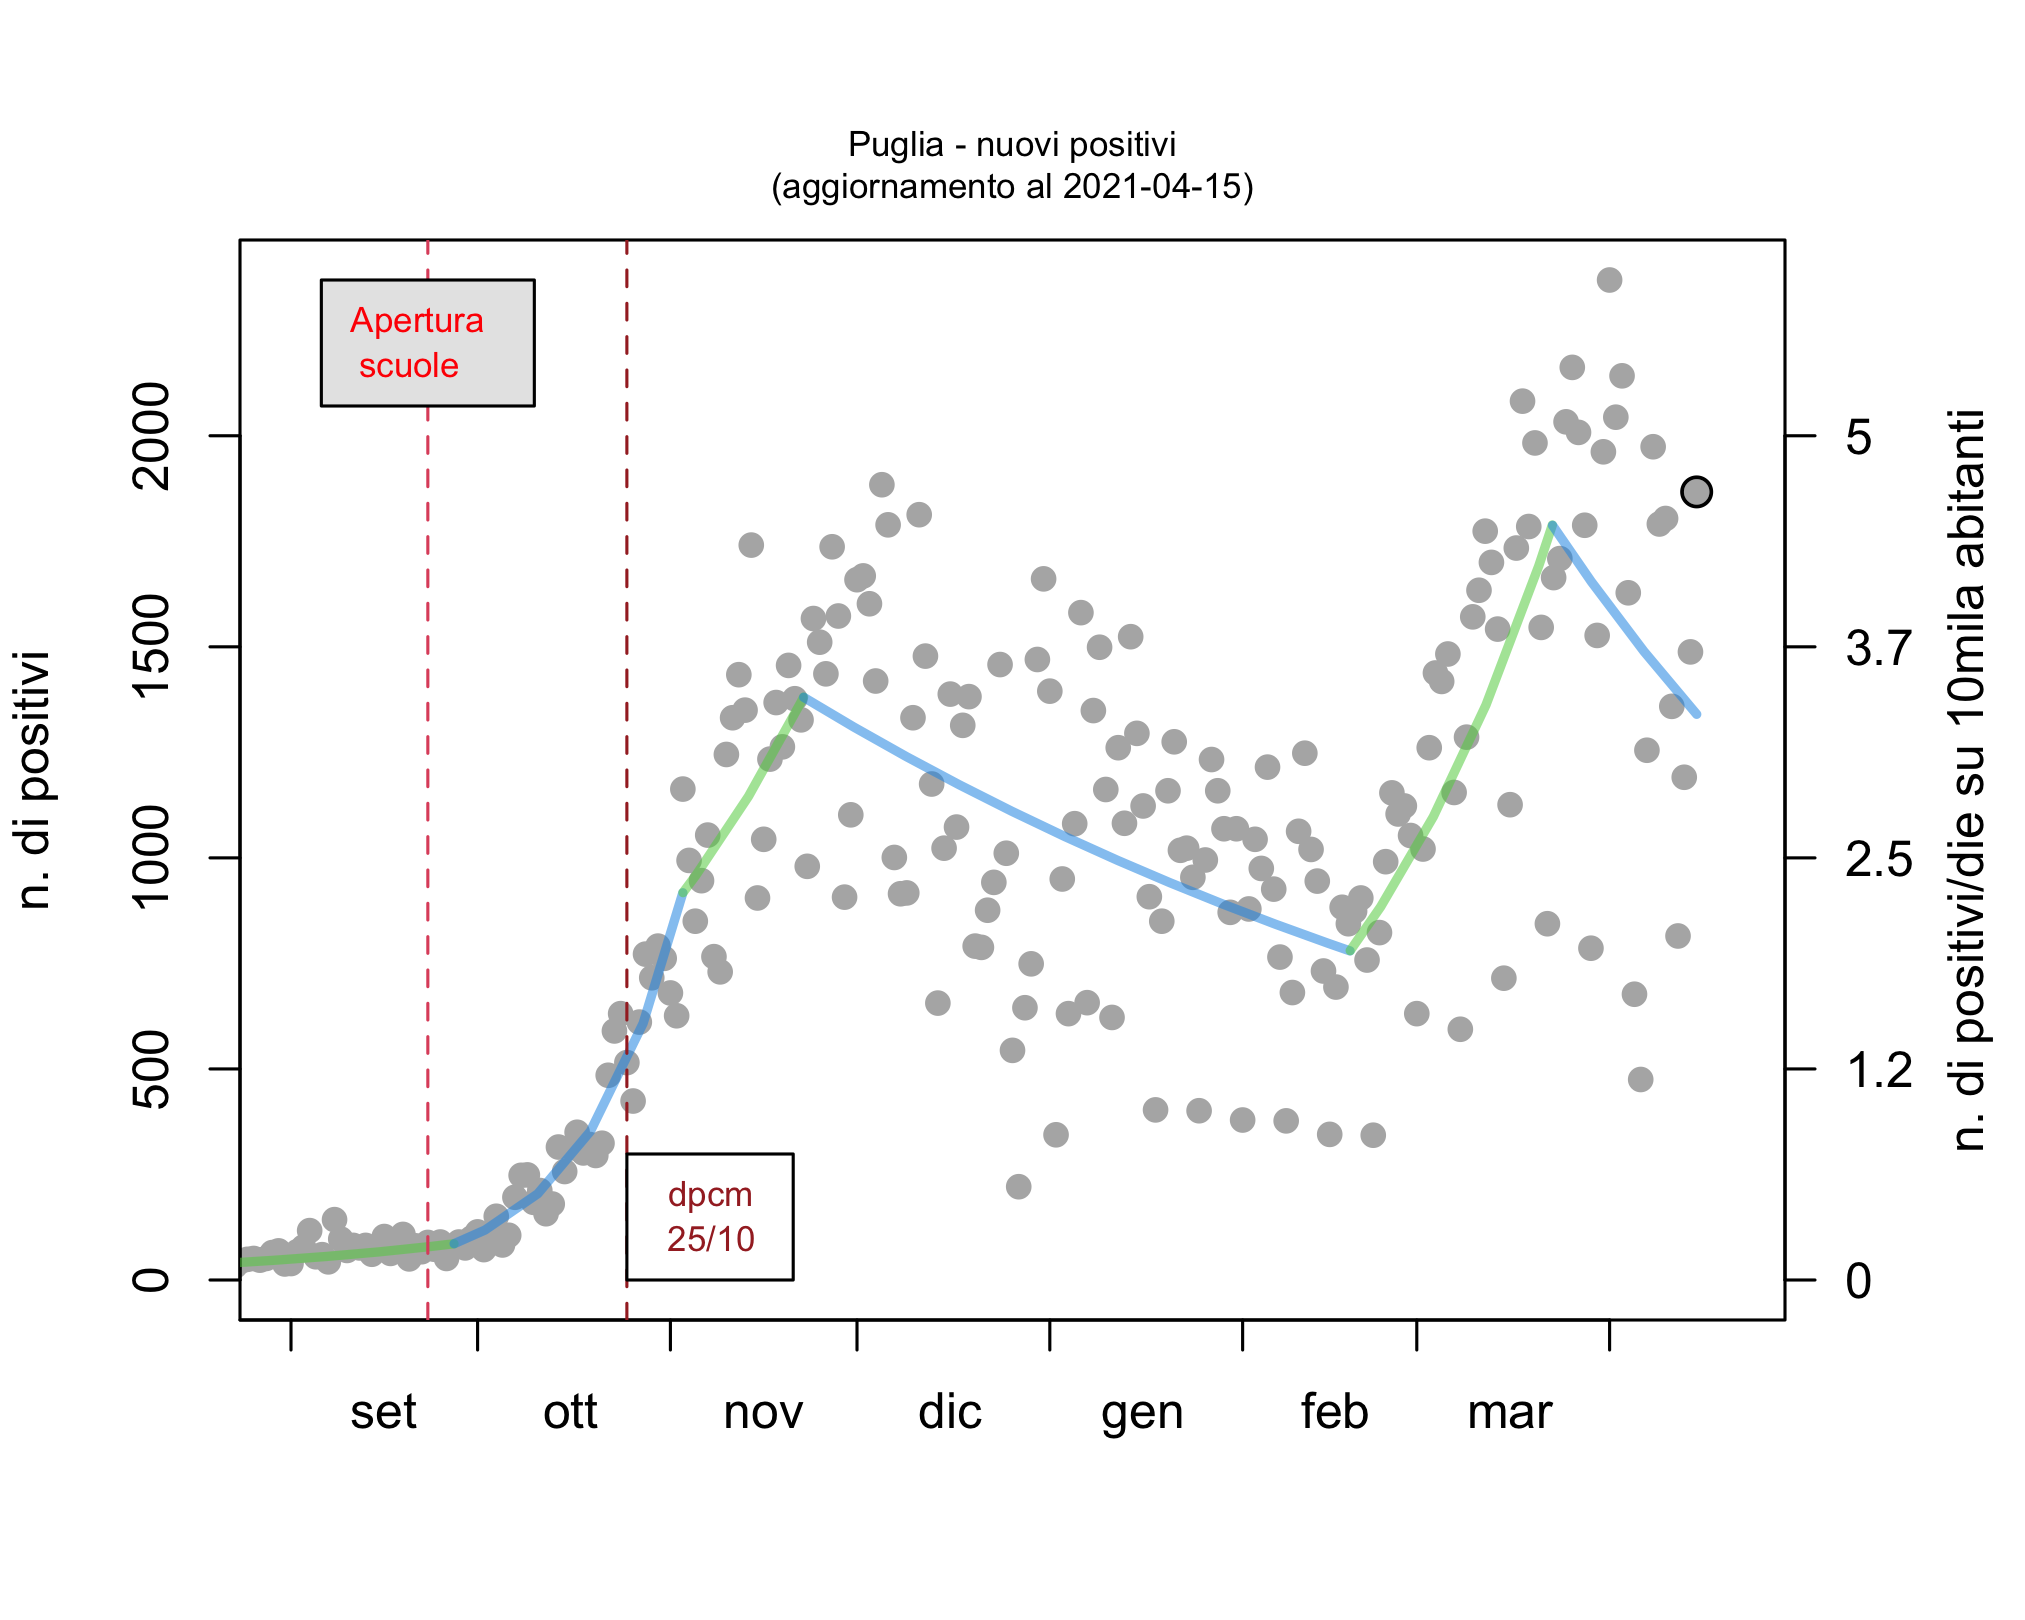 Puglia - nuovi positivi
(aggiornamento al 2021-04-15)
Apertura
scuole
dpcm
25/10
n. di positivi
0
500
1000
1500
2000
n. di positivi/die su 10mila abitanti
0
1.2
2.5
3.7
5
set
ott
nov
dic
gen
feb
mar